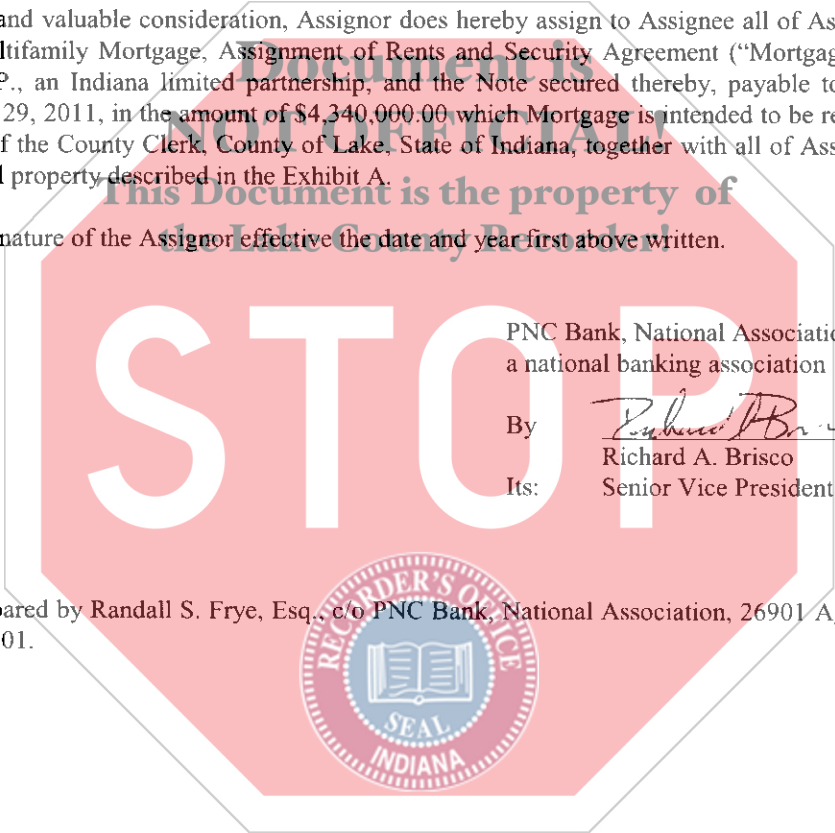 and valuable consideration, Assignor does hereby assign to Assignee all of As
ltifamily Mortgage, Assignment of Rents and Security Agreement (“Mortgag
P., an Indiana limited partnership, and the Note secured thereby, payable to
29, 2011, in the amount of $4,340,000.00 which Mortgage is intended to be re
f the County Clerk, County of Lake, State of Indiana, together with all of Ass
l property described in the Exhibit A.
Document is
NOT OFFICIAL!
This Document is the property of
the Lake County Recorder!
nature of the Assignor effective the date and year first above written.
STOP
PNC Bank, National Associatio
a national banking association
By
Richard A. Brisco
Its: Senior Vice President
pared by Randall S. Frye, Esq., c/o PNC Bank, National Association, 26901 A
01.
RECORDER'S OFFICE
SEAL
INDIANA